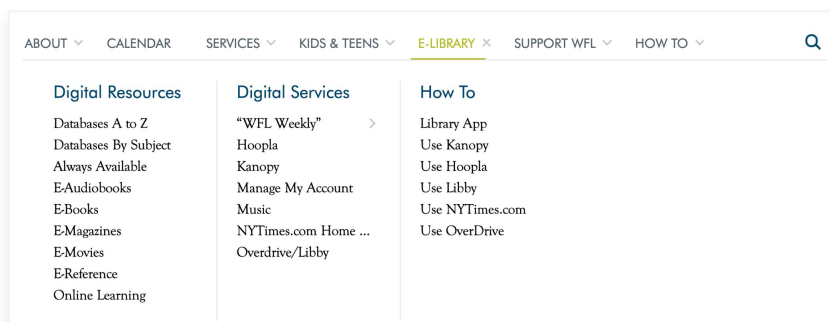 ABOUT CALENDAR SERVICES KIDS & TEENS E-LIBRARY SUPPORT WFL HOW TO
Digital Resources
Databases A to Z
Databases By Subject
Always Available
E-Audiobooks
E-Books
E-Magazines
E-Movies
E-Reference
Online Learning
Digital Services
“WFL Weekly”
Hoopla
Kanopy
Manage My Account
Music
NYTimes.com Home ...
Overdrive/Libby
How To
Library App
Use Kanopy
Use Hoopla
Use Libby
Use NYTimes.com
Use OverDrive